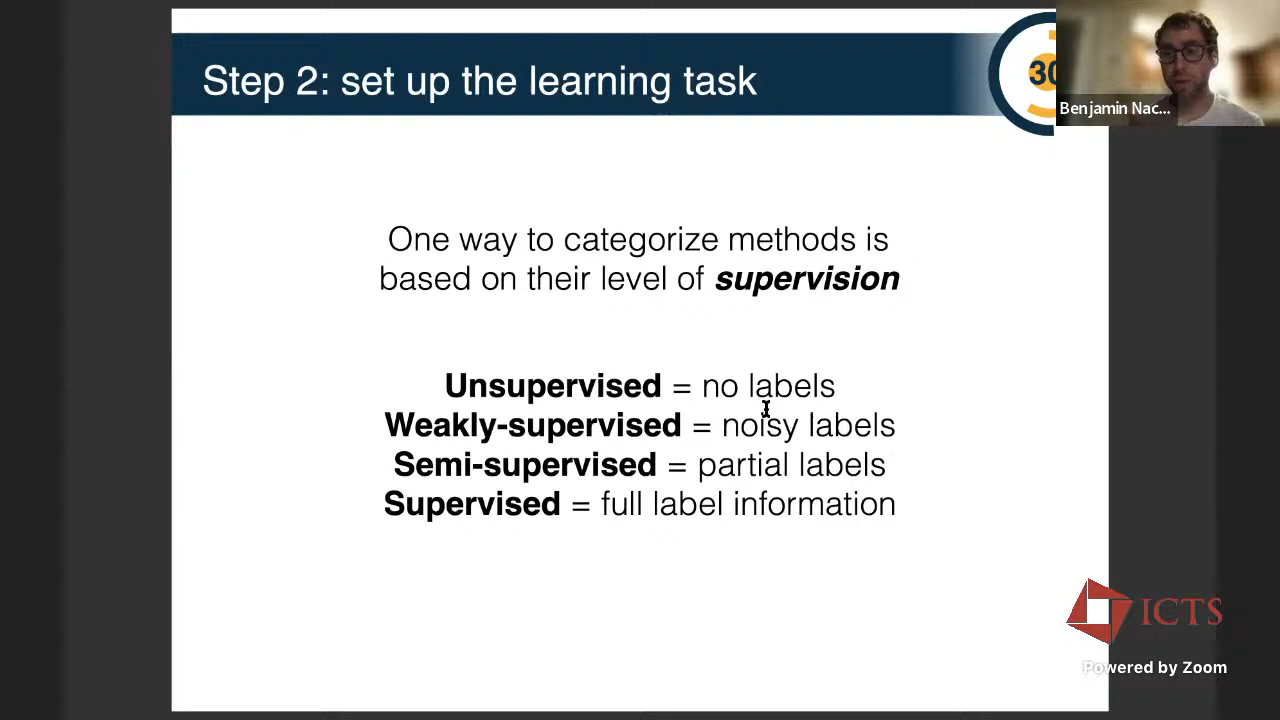 Step 2: set up the learning task
30
Benjamin Nac...
One way to categorize methods is
based on their level of supervision
Unsupervised = no labels
Weakly-supervised = noisy labels
Semi-supervised = partial labels
Supervised = full label information
ICTS
Powered by Zoom